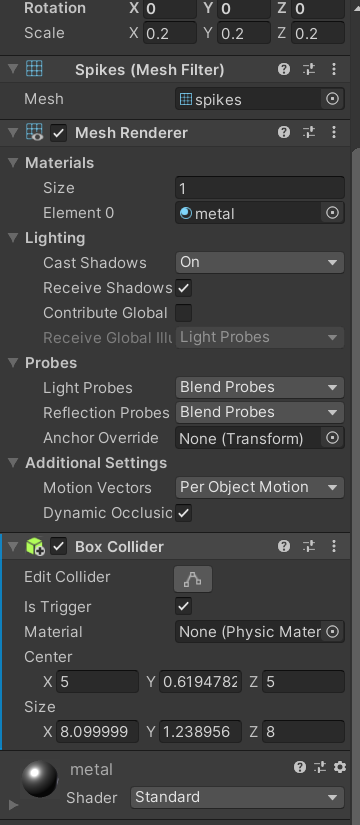 Rotation X 0 Y 0 Z 0
Scale X 0.2 Y 0.2 Z 0.2
Spikes (Mesh Filter)
Mesh spikes
Mesh Renderer
Materials
Size 1
Element 0 metal
Lighting
Cast Shadows On
Receive Shadows
Contribute Global
Receive Global Illu Light Probes
Probes
Light Probes Blend Probes
Reflection Probes Blend Probes
Anchor Override None (Transform)
Additional Settings
Motion Vectors Per Object Motion
Dynamic Occlusic
Box Collider
Edit Collider
Is Trigger
Material None (Physic Mater
Center
X 5 Y 0.6194782 Z 5
Size
X 8.099999 Y 1.238956 Z 8
metal
Shader Standard